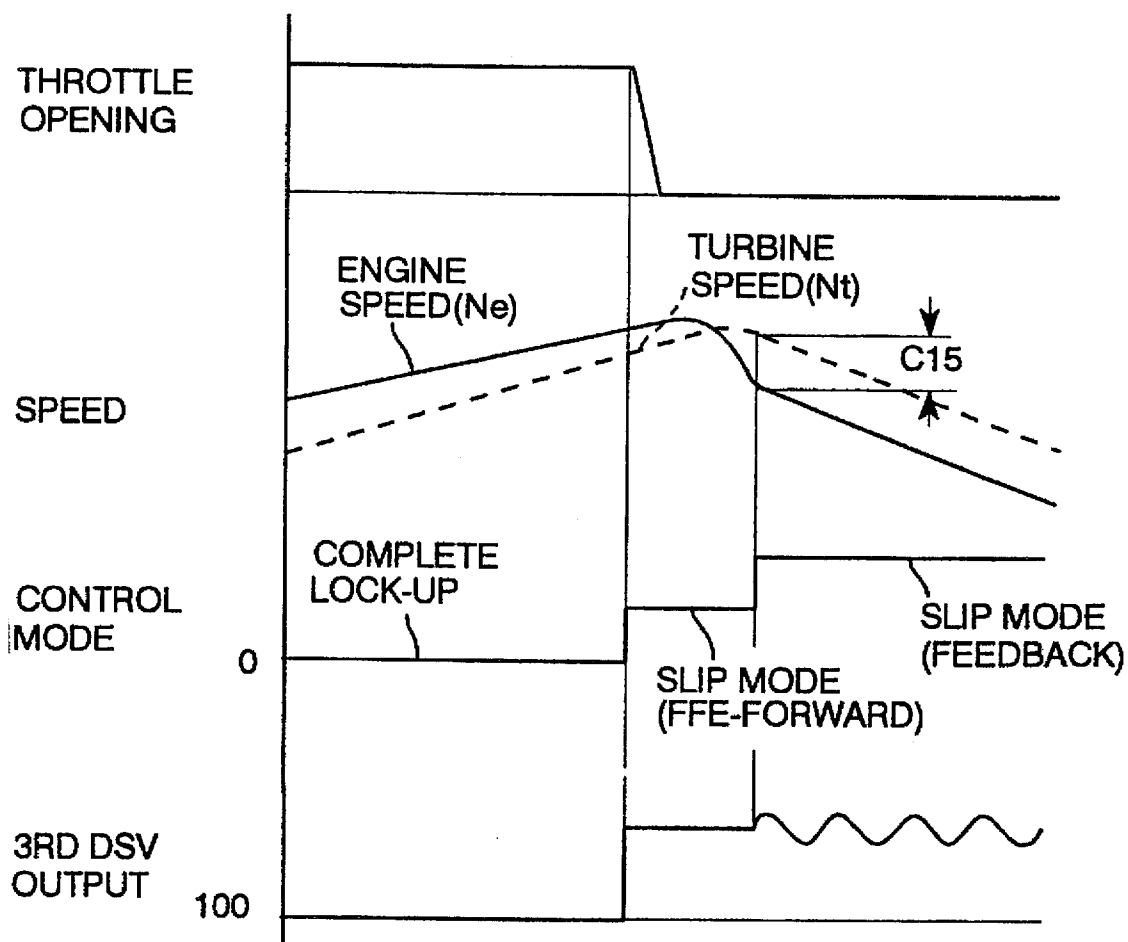 THROTTLE
OPENING
TURBINE
SPEED(Nt)
ENGINE
SPEED(Ne)
C15
SPEED
COMPLETE
LOCK-UP
CONTROL
MODE
0
SLIP MODE
(FEEDBACK)
SLIP MODE
(FFE-FORWARD)
3RD DSV
OUTPUT
100